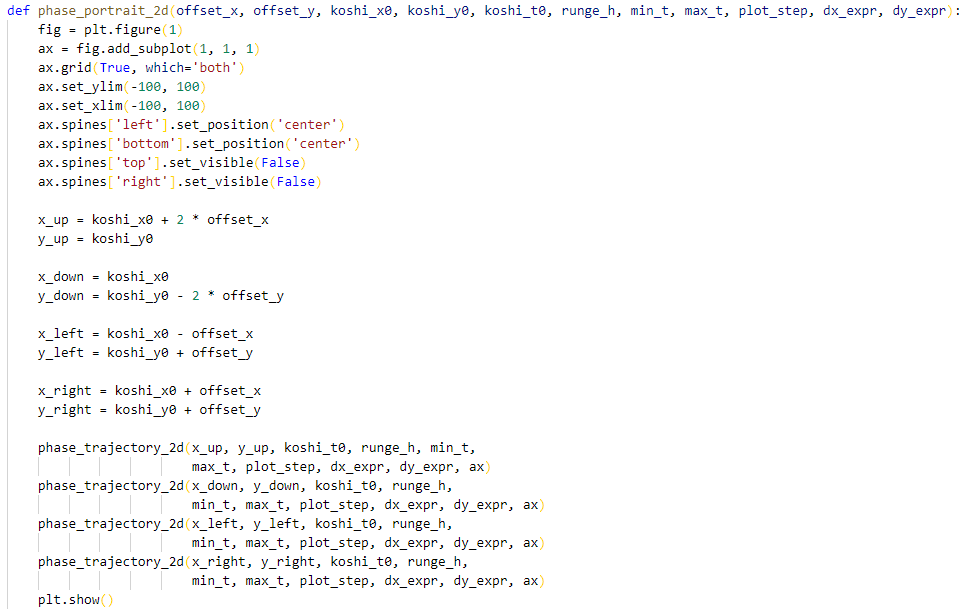 def phase_portrait_2d(offset_x, offset_y, koshi_x0, koshi_y0, koshi_t0, runge_h, min_t, max_t, plot_step, dx_expr, dy_expr):
    fig = plt.figure(1)
    ax = fig.add_subplot(1, 1, 1)
    ax.grid(True, which='both')
    ax.set_ylim(-100, 100)
    ax.set_xlim(-100, 100)
    ax.spines['left'].set_position('center')
    ax.spines['bottom'].set_position('center')
    ax.spines['top'].set_visible(False)
    ax.spines['right'].set_visible(False)

    x_up = koshi_x0 + 2 * offset_x
    y_up = koshi_y0

    x_down = koshi_x0
    y_down = koshi_y0 - 2 * offset_y

    x_left = koshi_x0 - offset_x
    y_left = koshi_y0 + offset_y

    x_right = koshi_x0 + offset_x
    y_right = koshi_y0 + offset_y

    phase_trajectory_2d(x_up, y_up, koshi_t0, runge_h, min_t,
                        max_t, plot_step, dx_expr, dy_expr, ax)
    phase_trajectory_2d(x_down, y_down, koshi_t0, runge_h,
                        min_t, max_t, plot_step, dx_expr, dy_expr, ax)
    phase_trajectory_2d(x_left, y_left, koshi_t0, runge_h,
                        min_t, max_t, plot_step, dx_expr, dy_expr, ax)
    phase_trajectory_2d(x_right, y_right, koshi_t0, runge_h,
                        min_t, max_t, plot_step, dx_expr, dy_expr, ax)
    plt.show()